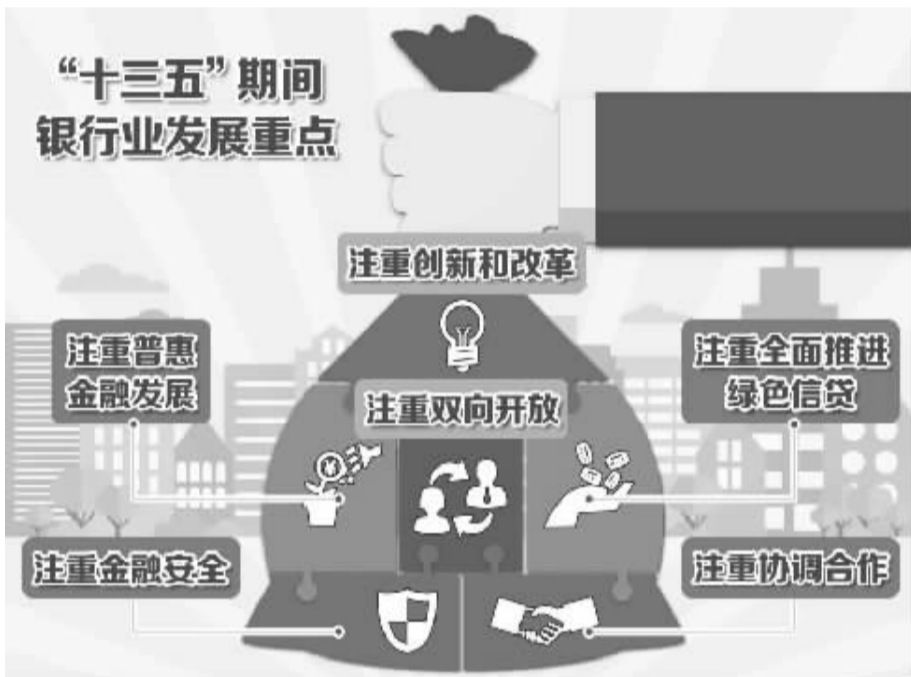 “十三五”期间
银行业发展重点
注重创新和改革
注重普惠
金融发展
注重全面推进
绿色信贷
注重双向开放
注重金融安全
注重协调合作